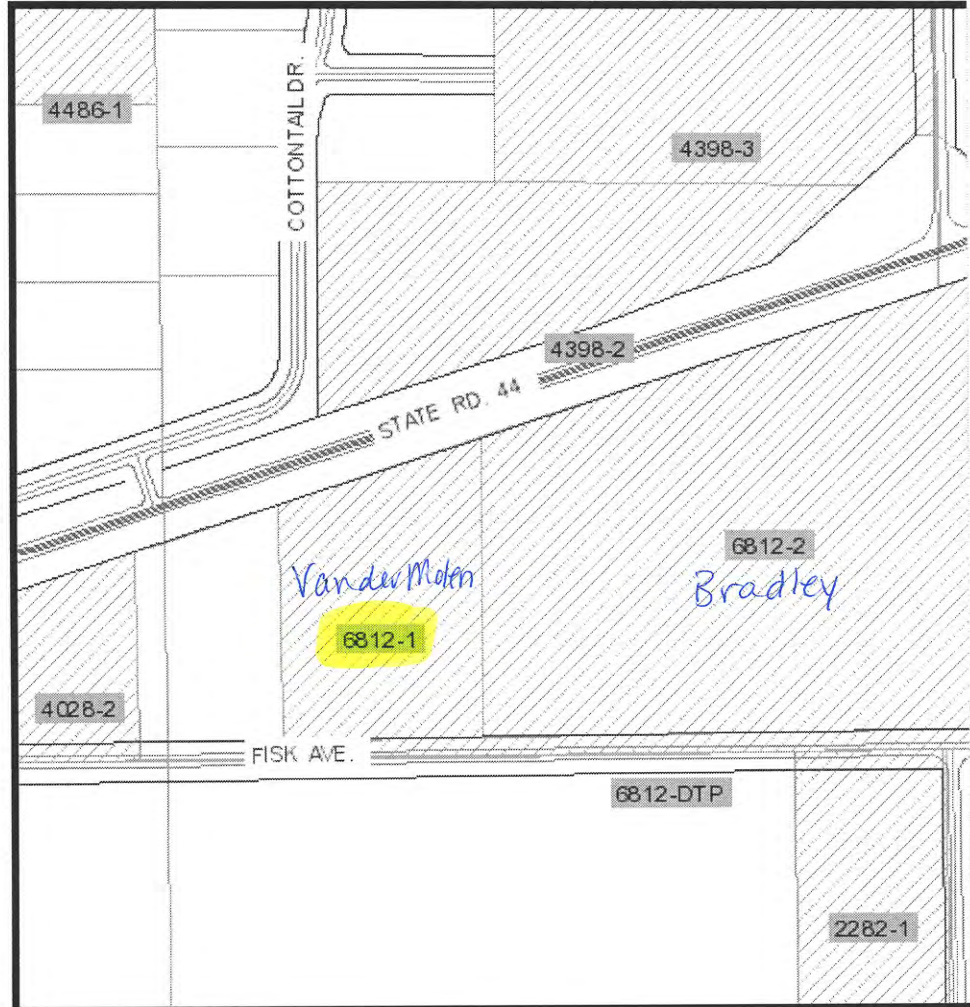 4486-1
COTTONTAIL DR.
4398-3
4398-2
STATE RD. 44
6812-2
VanderMolen
Bradley
6812-1
4028-2
FISK AVE.
6812-DTP
2282-1